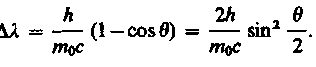 Δλ = h/(m₀c) (1−cos θ) = 2h/(m₀c) sin² θ/2.